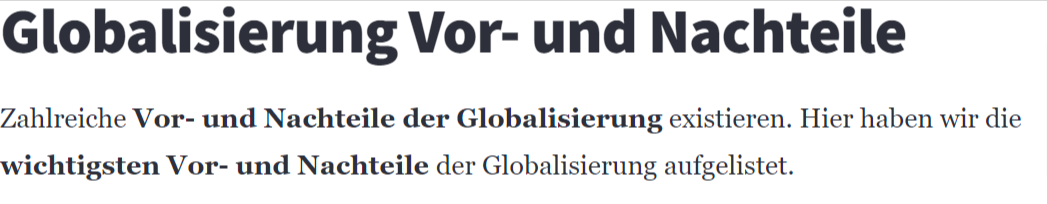 Globalisierung Vor- und Nachteile
Zahlreiche Vor- und Nachteile der Globalisierung existieren. Hier haben wir die
wichtigsten Vor- und Nachteile der Globalisierung aufgelistet.